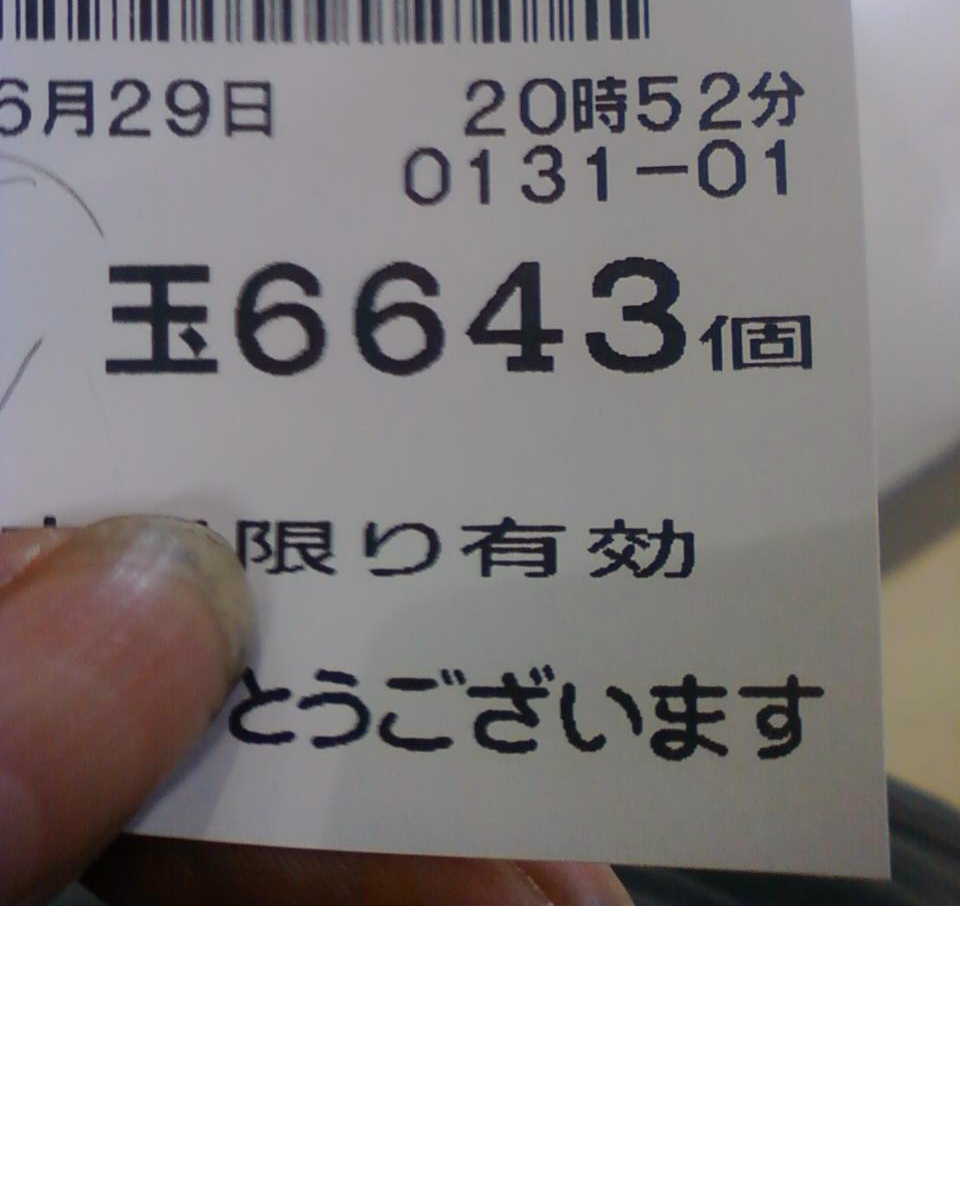 6月29日 20時52分
0131-01
玉6643個
限り有効
とうございます